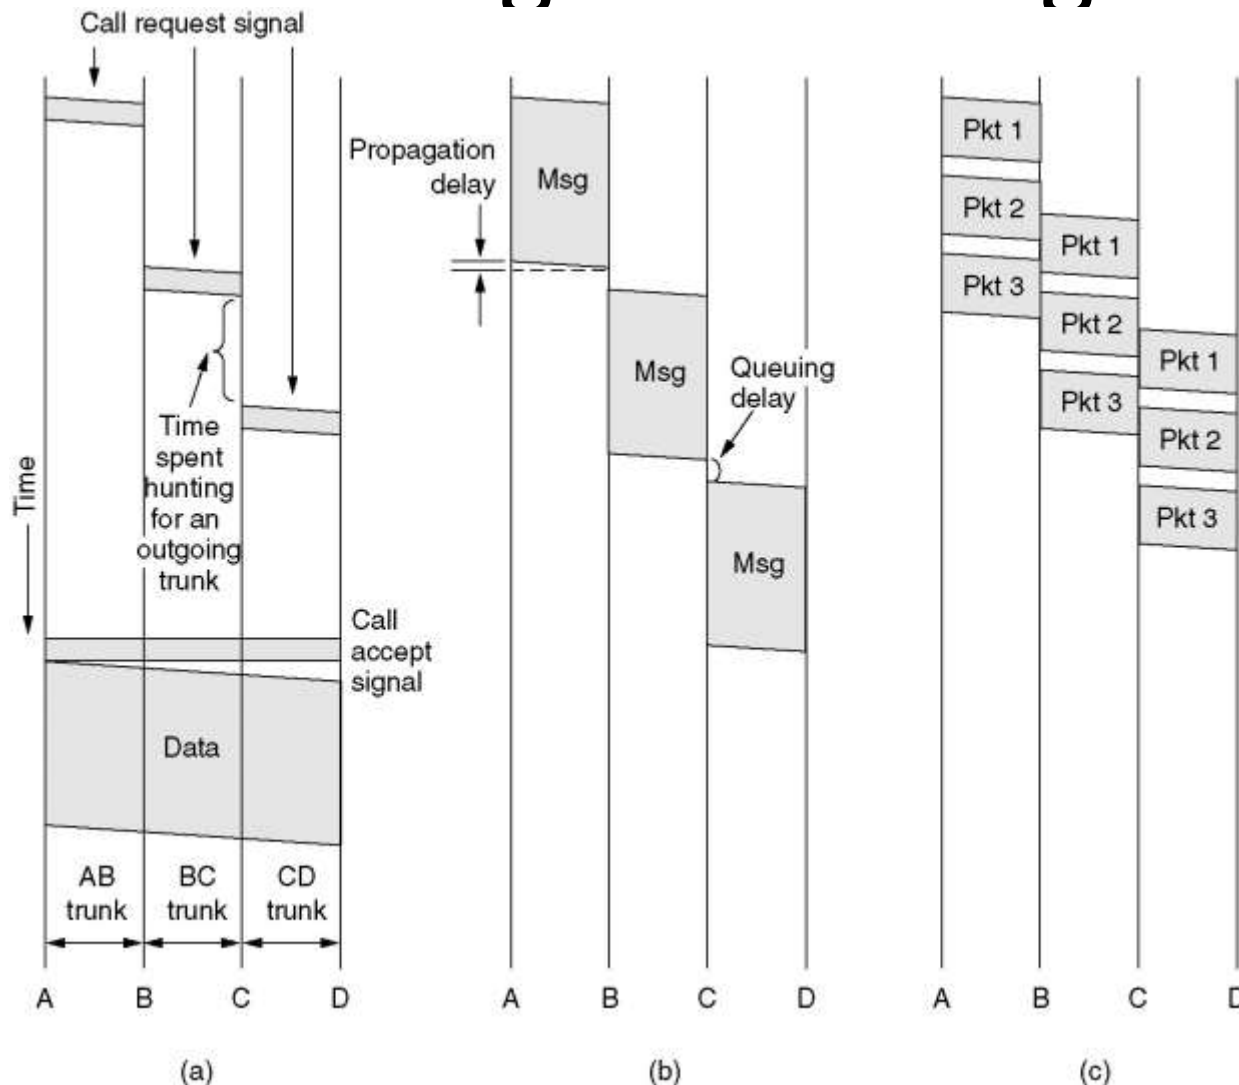 Call request signal
Time
spent
hunting
for an
outgoing
trunk
Time
Call
accept
signal
Data
AB
trunk
BC
trunk
CD
trunk
A
B
C
D
(a)
Propagation
delay
Msg
Msg
Queuing
delay
Msg
A
B
C
D
(b)
Pkt 1
Pkt 2
Pkt 3
Pkt 1
Pkt 2
Pkt 3
Pkt 1
Pkt 2
Pkt 3
A
B
C
D
(c)